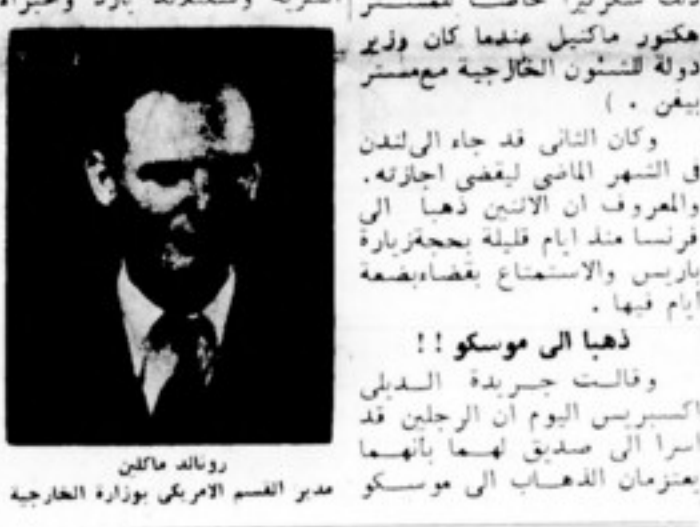 هكتور ماكنيل عندما كان وزير
دولة للشئون الخارجية مع مستر
بيفن . )
وكان الثانى قد جاء الى لندن
فى الشهر الماضى ليقضى اجازته .
والمعروف ان الاثنين ذهبا الى
فرنسا منذ ايام قليلة بحجة زيارة
باريس والاستمتاع بقضاء بضعة
ايام فيها .
ذهبا الى موسكو ! !
وقالت جريدة الديلى
اكسبريس اليوم ان الرجلين قد
اسرا الى صديق لهما بانهما
يعتزمان الذهاب الى موسكو
رونالد ماكلين
مدير القسم الامريكى بوزارة الخارجية